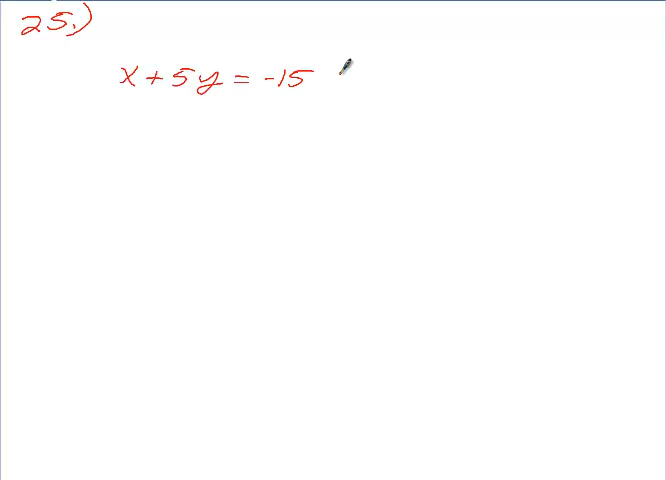 25.)
x + 5y = -15